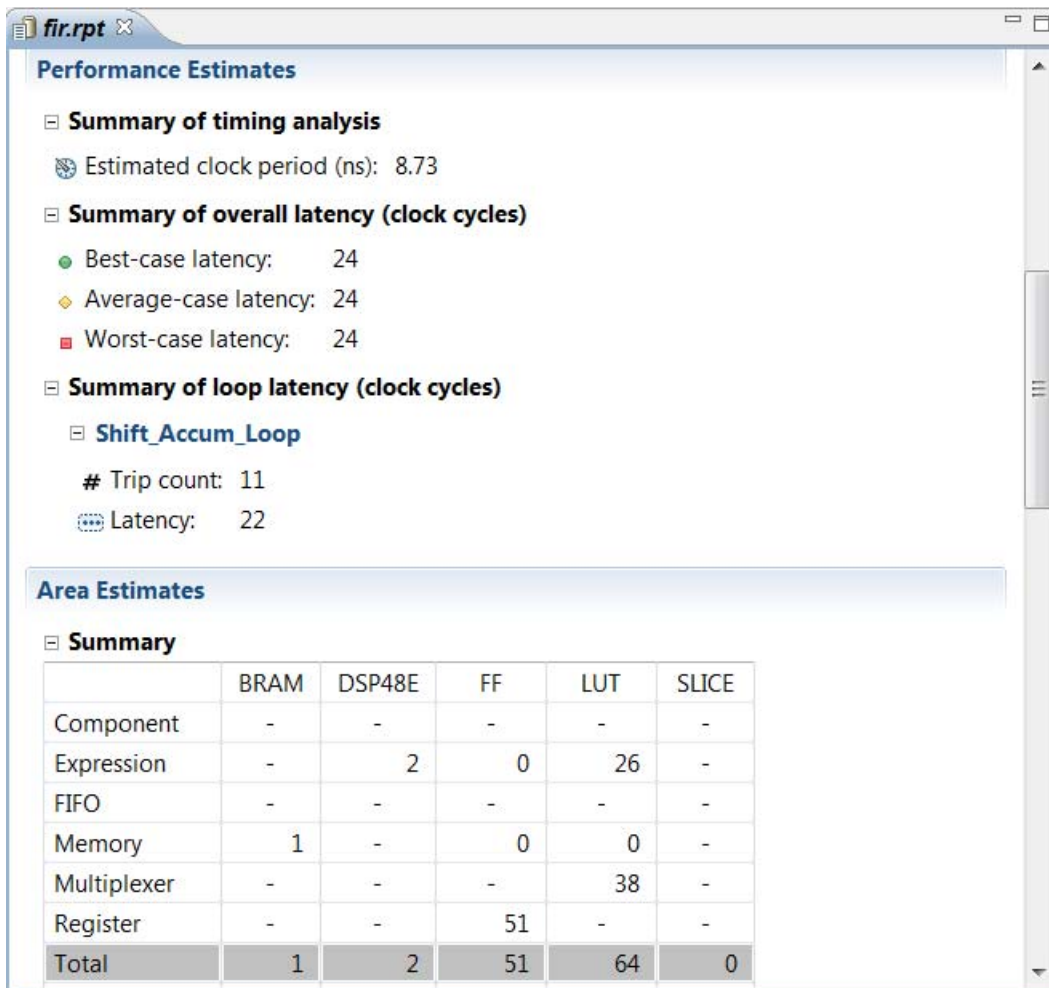 fir.rpt
Performance Estimates
Summary of timing analysis
Estimated clock period (ns): 8.73
Summary of overall latency (clock cycles)
Best-case latency: 24
Average-case latency: 24
Worst-case latency: 24
Summary of loop latency (clock cycles)
Shift_Accum_Loop
# Trip count: 11
Latency: 22
Area Estimates
Summary
BRAM DSP48E FF LUT SLICE
Component - - - - -
Expression - 2 0 26 -
FIFO - - - - -
Memory 1 - 0 0 -
Multiplexer - - - 38 -
Register - - 51 - -
Total 1 2 51 64 0